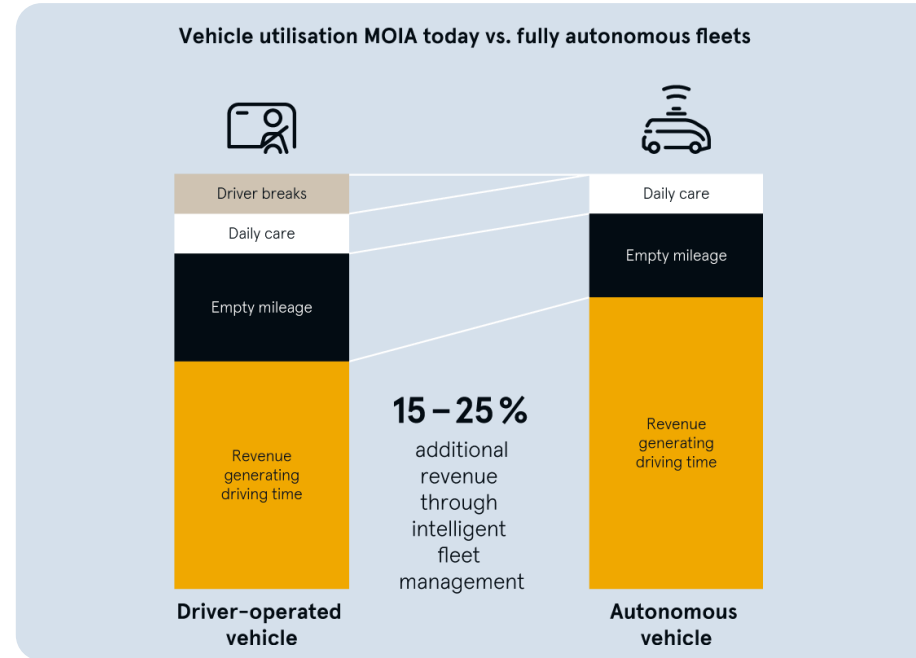 Vehicle utilisation MOIA today vs. fully autonomous fleets
Driver breaks
Daily care
Empty mileage
Revenue
generating
driving time
Driver-operated
vehicle
15–25%
additional
revenue
through
intelligent
fleet
management
Daily care
Empty mileage
Revenue
generating
driving time
Autonomous
vehicle